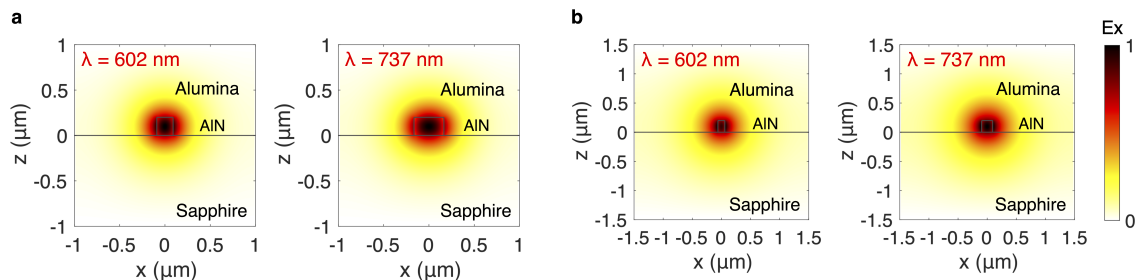 a
λ = 602 nm
Alumina
AlN
Sapphire
z (μm)
1
0.5
0
-0.5
-1
-1 -0.5 0 0.5 1
x (μm)
λ = 737 nm
Alumina
AlN
Sapphire
z (μm)
1
0.5
0
-0.5
-1
-1 -0.5 0 0.5 1
x (μm)
b
λ = 602 nm
Alumina
AlN
Sapphire
z (μm)
1.5
1
0.5
0
-0.5
-1
-1.5
-1.5 -1 -0.5 0 0.5 1 1.5
x (μm)
λ = 737 nm
Alumina
AlN
Sapphire
z (μm)
1.5
1
0.5
0
-0.5
-1
-1.5
-1.5 -1 -0.5 0 0.5 1 1.5
x (μm)
Ex
1
0